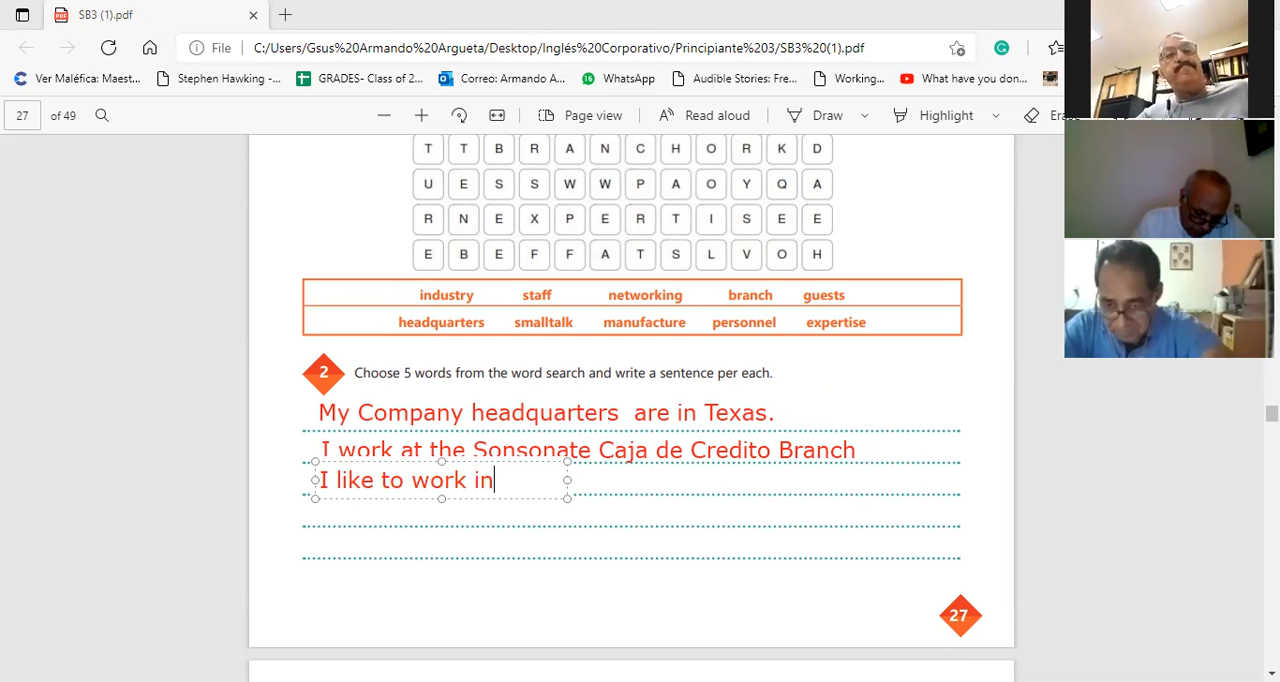 SB3 (1).pdf
File C:/Users/Gsus%20Armando%20Argueta/Desktop/Inglés%20Corporativo/Principiante%203/SB3%20(1).pdf
Ver Maléfica: Maest... Stephen Hawking -... GRADES- Class of 2... Correo: Armando A... 16 WhatsApp Audible Stories: Fre... Working... What have you don...
27 of 49 Page view Read aloud Draw Highlight
T T B R A N C H O R K D
U E S S W W P A O Y Q A
R N E X P E R T I S E E
E B E F F A T S L V O H
industry staff networking branch guests
headquarters smalltalk manufacture personnel expertise
2 Choose 5 words from the word search and write a sentence per each.
My Company headquarters are in Texas.
I work at the Sonsonate Caja de Credito Branch
I like to work in
27